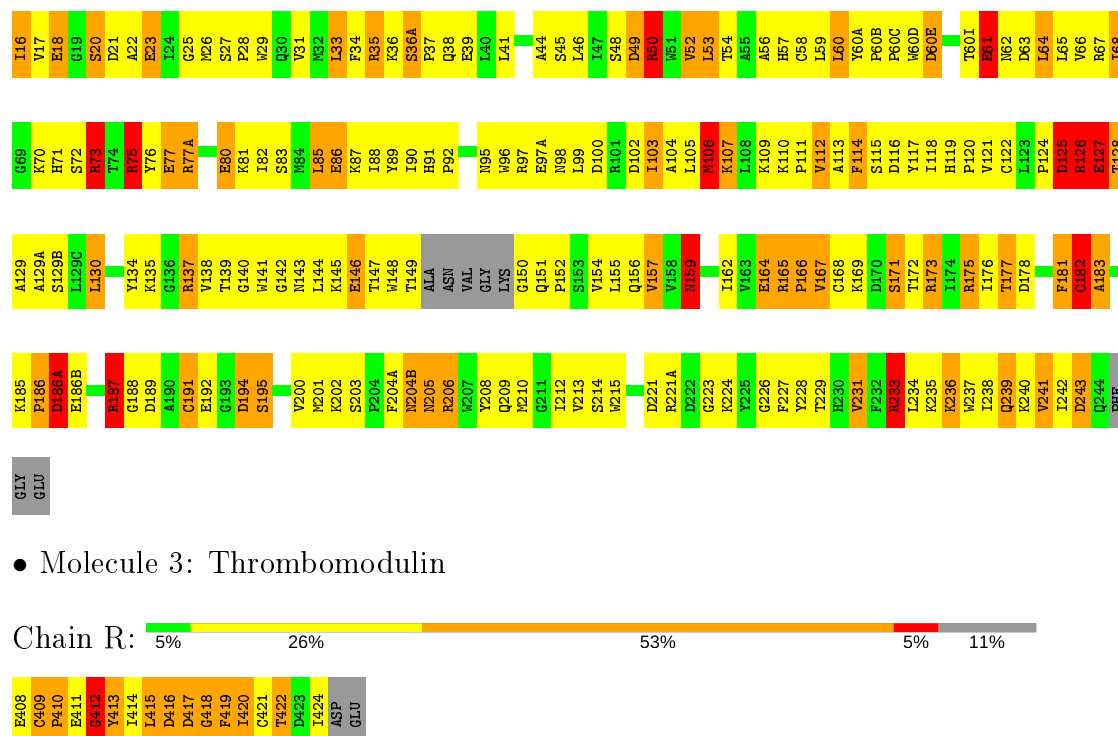 I16 V17 E18 G19 S20 D21 A22 E23 I24 G25 M26 S27 P28 W29 Q30 V31 M32 L33 F34 R35 K36 S36A P37 Q38 E39 L40 L41 A44 S45 L46 I47 S48 D49 R50 W51 V52 L53 T54 A55 A56 H57 C58 L59 L60 Y60A P60B P60C W60D D60E T60I E61 N62 D63 L64 L65 V66 R67 I68
G69 K70 H71 S72 R73 T74 R75 Y76 E77 R77A E80 K81 I82 S83 M84 L85 E86 K87 I88 Y89 I90 H91 P92 N95 W96 R97 E97A N98 L99 D100 R101 D102 I103 A104 L105 M106 K107 L108 K109 K110 P111 V112 A113 F114 S115 D116 Y117 I118 H119 P120 V121 C122 L123 P124 D125 R126 E127 T128
A129 A129A S129B L129C L130 Y134 K135 G136 R137 V138 T139 G140 W141 G142 N143 L144 K145 E146 T147 W148 T149 ALA ASN VAL GLY LYS G150 Q151 P152 S153 V154 L155 Q156 V157 V158 N159 I162 V163 E164 R165 P166 V167 C168 K169 D170 S171 T172 R173 I174 R175 I176 T177 D178 F181 C182 A183
K185 P186 D186A E186B R187 G188 D189 A190 C191 E192 G193 D194 S195 V200 M201 K202 S203 P204 F204A N204B N205 R206 W207 Y208 Q209 M210 G211 I212 V213 S214 W215 D221 R221A D222 G223 K224 Y225 G226 F227 Y228 T229 H230 V231 F232 R233 L234 K235 K236 W237 I238 Q239 K240 V241 I242 D243 Q244 PHE
GLY GLU
• Molecule 3: Thrombomodulin
Chain R: 5% 26% 53% 5% 11%
E408 C409 P410 E411 G412 Y413 I414 L415 D416 D417 G418 F419 I420 C421 T422 D423 I424 ASP GLU